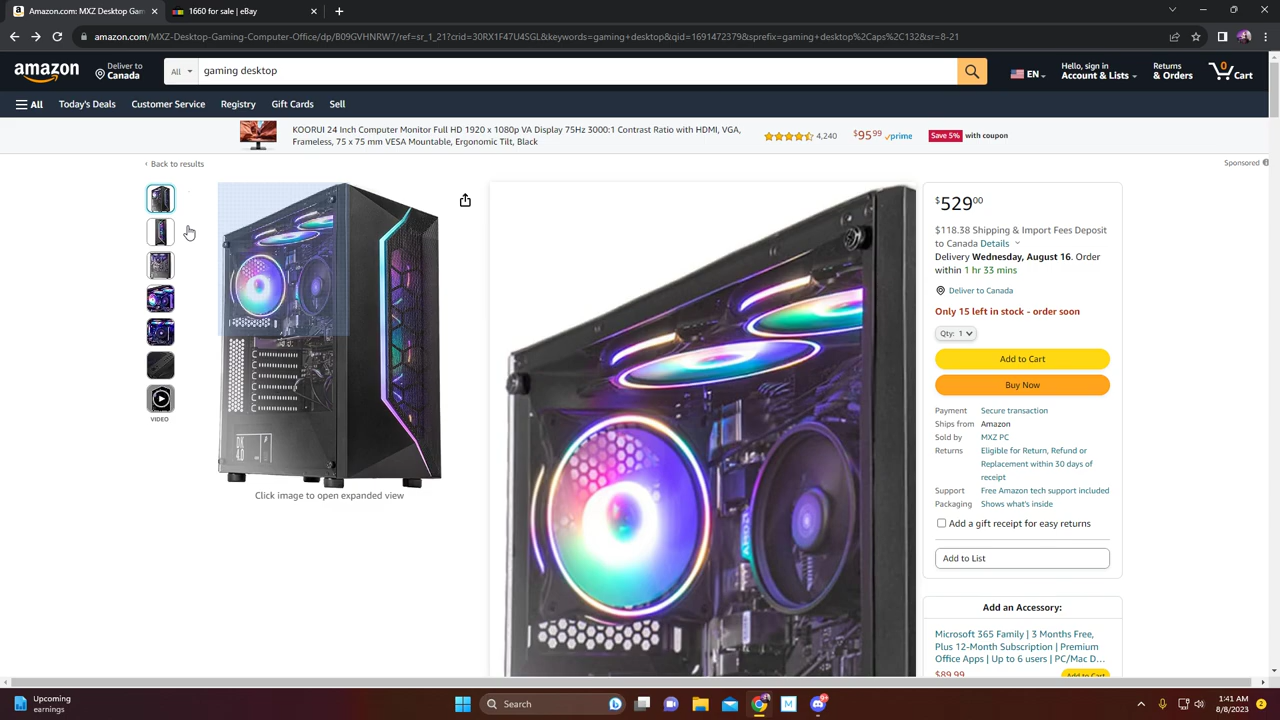 Amazon.com: MXZ Desktop Gam
1660 for sale | eBay
amazon.com/MXZ-Desktop-Gaming-Computer-Office/dp/B09GVHNRW7/ref=sr_1_21?crid=30RX1F47U4SGL&keywords=gaming+desktop&qid=1691472379&sprefix=gaming+desktop%2Caps%2C132&sr=8-21
amazon
Deliver to
Canada
All
gaming desktop
EN
Hello, sign in
Account & Lists
Returns
& Orders
0
Cart
All
Today's Deals
Customer Service
Registry
Gift Cards
Sell
KOORUI 24 Inch Computer Monitor Full HD 1920 x 1080p VA Display 75Hz 3000:1 Contrast Ratio with HDMI, VGA,
Frameless, 75 x 75 mm VESA Mountable, Ergonomic Tilt, Black
4,240
$95.99
prime
Save 5% with coupon
‹ Back to results
Sponsored
VIDEO
Click image to open expanded view
$529.00
$118.38 Shipping & Import Fees Deposit
to Canada Details
Delivery Wednesday, August 16. Order
within 1 hr 33 mins
Deliver to Canada
Only 15 left in stock - order soon
Qty: 1
Add to Cart
Buy Now
Payment Secure transaction
Ships from Amazon
Sold by MXZ PC
Returns Eligible for Return, Refund or
Replacement within 30 days of
receipt
Support Free Amazon tech support included
Packaging Shows what's inside
Add a gift receipt for easy returns
Add to List
Add an Accessory:
Microsoft 365 Family | 3 Months Free,
Plus 12-Month Subscription | Premium
Office Apps | Up to 6 users | PC/Mac D…
$89.99
Add to Cart
Upcoming
earnings
Search
1:41 AM
8/8/2023
2